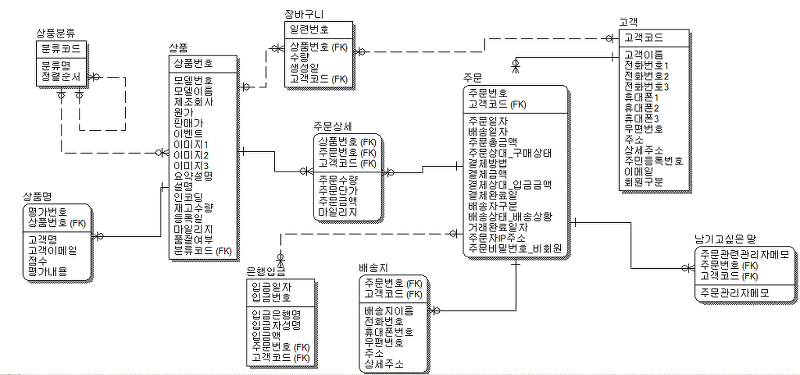 상품분류
분류코드
분류명
정렬순서
상품
상품번호
모델번호
모델이름
제조회사
원가
판매가
이벤트
이미지1
이미지2
이미지3
요약설명
설명
인코딩
재고수량
등록일
마일리지
품절여부
분류코드 (FK)
장바구니
일련번호
상품번호 (FK)
수량
생성일
고객코드 (FK)
고객
고객코드
고객이름
전화번호1
전화번호2
전화번호3
휴대폰1
휴대폰2
휴대폰3
우편번호
주소
상세주소
주민등록번호
이메일
회원구분
주문
주문번호
고객코드 (FK)
주문일자
배송일자
주문총금액
주문상태_구매상태
결제방법
결제금액
결제상태_입금금액
결제완료일
배송자구분
배송상태_배송상황
거래완료일자
주문자IP주소
주문비밀번호_비회원
주문상세
상품번호 (FK)
주문번호 (FK)
고객코드 (FK)
주문수량
주문단가
주문금액
마일리지
상품명
평가번호
상품번호 (FK)
고객명
고객이메일
점수
평가내용
은행입금
입금일자
입금번호
입금은행명
입금자성명
입금액
주문번호 (FK)
고객코드 (FK)
배송지
주문번호 (FK)
고객코드 (FK)
배송지이름
전화번호
휴대폰번호
우편번호
주소
상세주소
남기고싶은 말
주문관련관리자메모
주문번호 (FK)
고객코드 (FK)
주문관리자메모